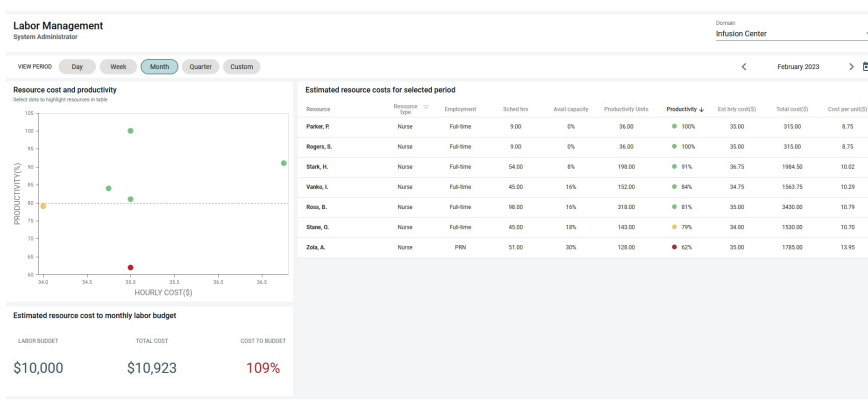 Labor Management
System Administrator
Domain
Infusion Center
VIEW PERIOD Day Week Month Quarter Custom
February 2023
Resource cost and productivity
Select dots to highlight resources in table
PRODUCTIVITY(%)
105
100
95
90
85
80
75
70
65
60
34.0 34.5 35.0 35.5 36.0 36.5
HOURLY COST($)
Estimated resource costs for selected period
Resource Resource type Employment Sched hrs Avail capacity Productivity Units Productivity Est hrly cost($) Total cost($) Cost per unit($)
Parker, P. Nurse Full-time 9.00 0% 36.00 100% 35.00 315.00 8.75
Rogers, S. Nurse Full-time 9.00 0% 36.00 100% 35.00 315.00 8.75
Stark, H. Nurse Full-time 54.00 8% 198.00 91% 36.75 1984.50 10.02
Vanko, I. Nurse Full-time 45.00 16% 152.00 84% 34.75 1563.75 10.29
Ross, B. Nurse Full-time 98.00 16% 318.00 81% 35.00 3430.00 10.79
Stane, O. Nurse Full-time 45.00 18% 143.00 79% 34.00 1530.00 10.70
Zola, A. Nurse PRN 51.00 30% 128.00 62% 35.00 1785.00 13.95
Estimated resource cost to monthly labor budget
LABOR BUDGET TOTAL COST COST TO BUDGET
$10,000 $10,923 109%